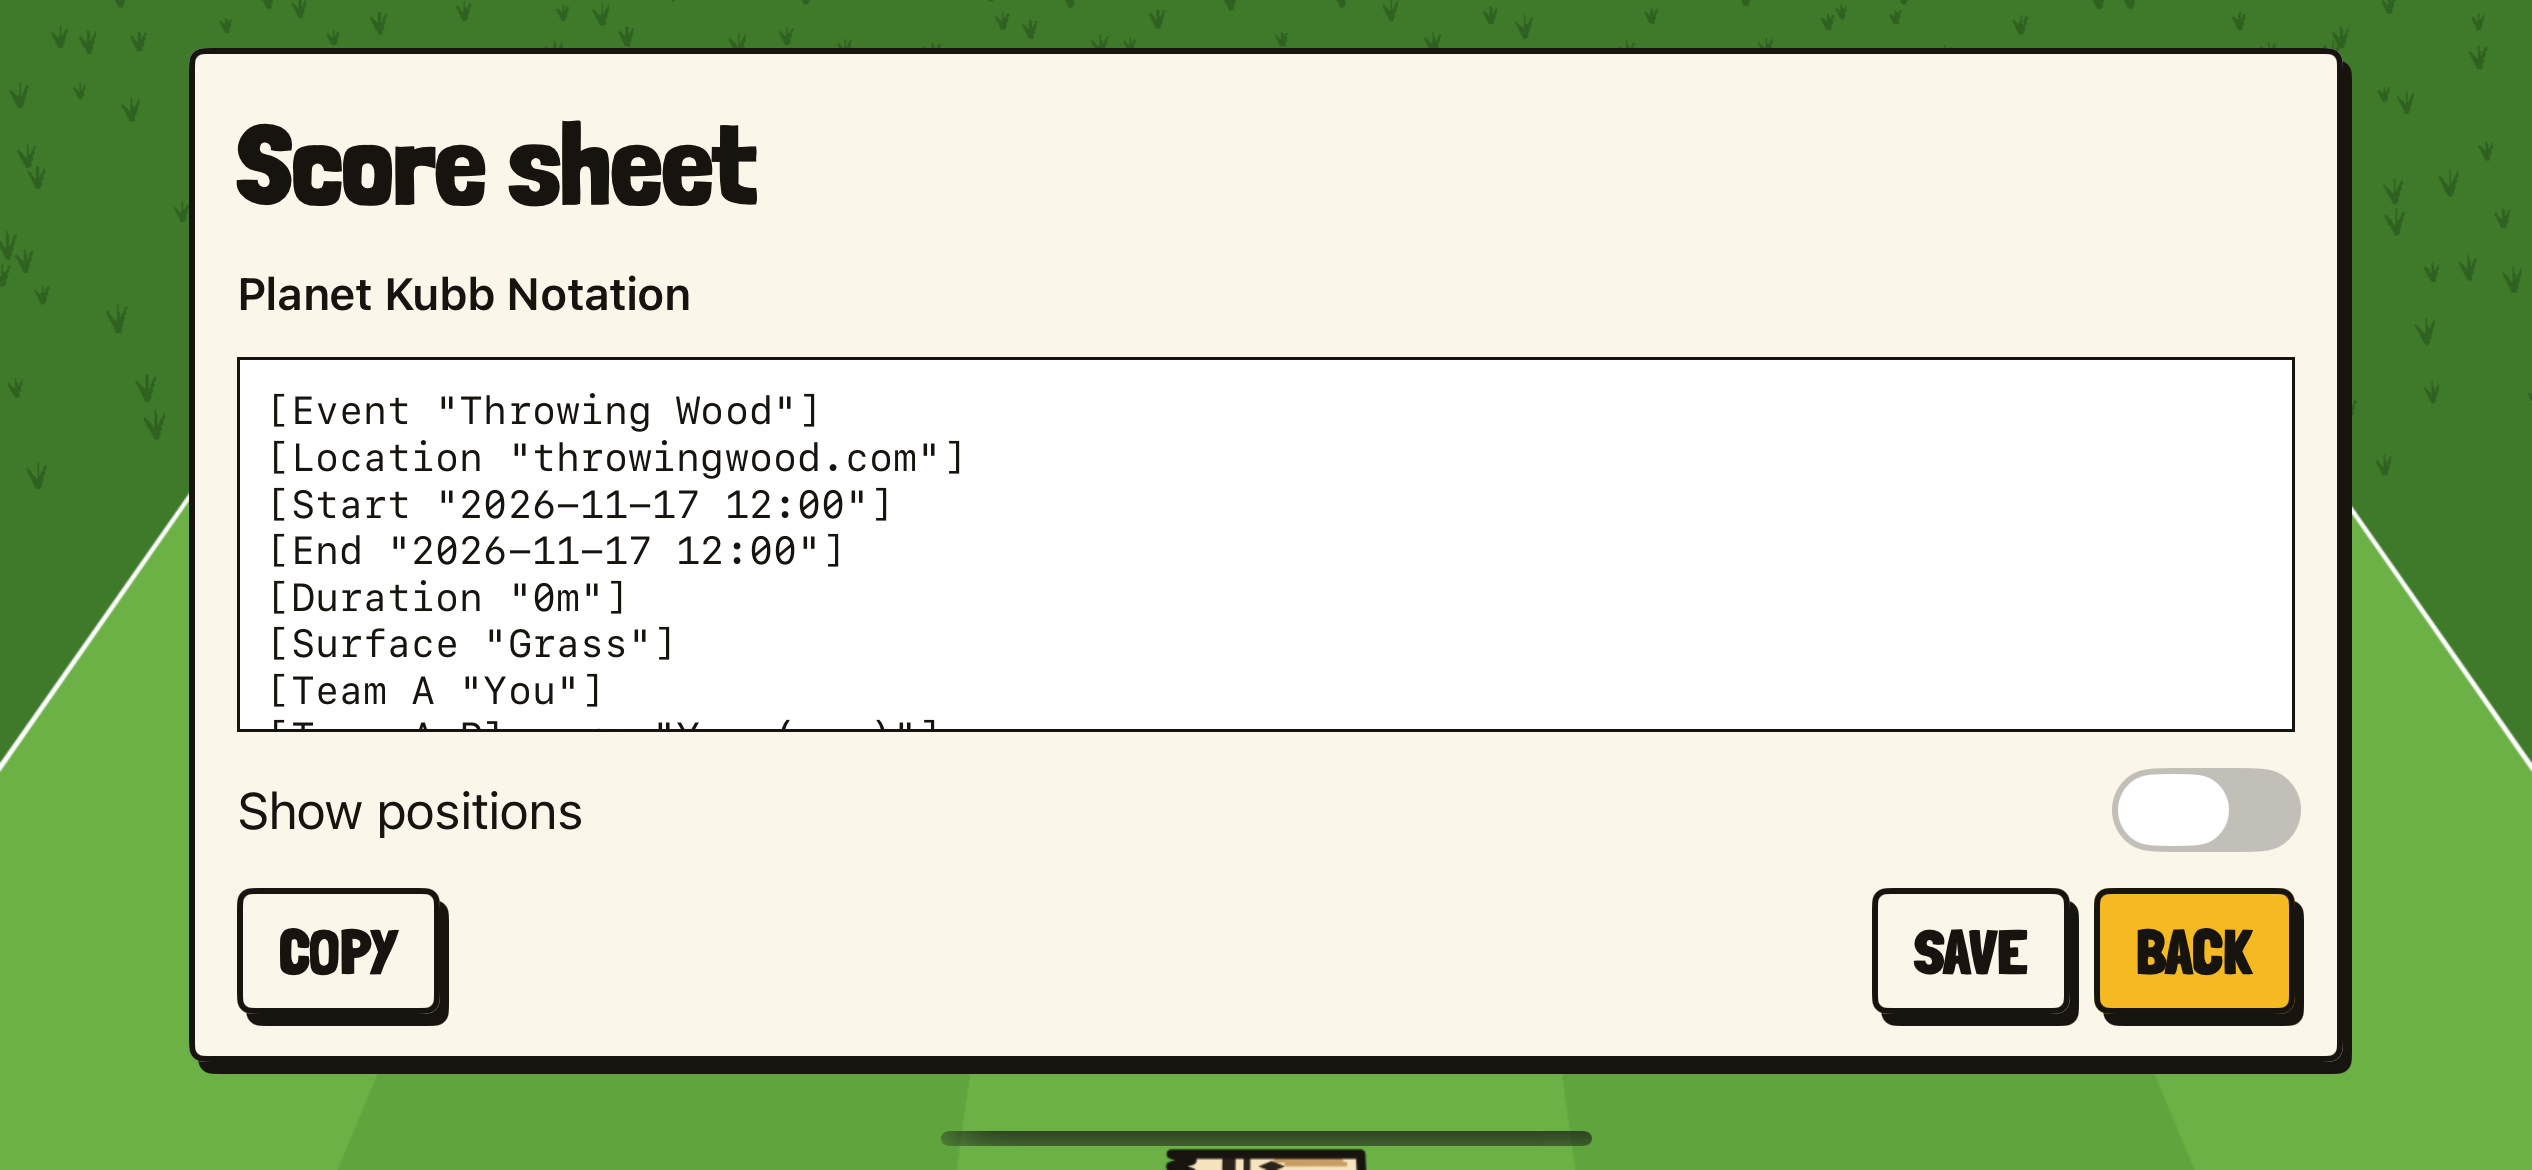 Score sheet
Planet Kubb Notation
[Event "Throwing Wood"]
[Location "throwingwood.com"]
[Start "2026-11-17 12:00"]
[End "2026-11-17 12:00"]
[Duration "0m"]
[Surface "Grass"]
[Team A "You"]
Show positions
COPY
SAVE
BACK